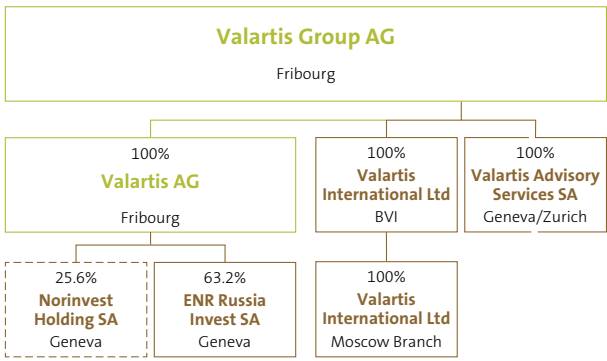 Valartis Group AG
Fribourg
100%
Valartis AG
Fribourg
100%
Valartis
International Ltd
BVI
100%
Valartis Advisory
Services SA
Geneva/Zurich
25.6%
Norinvest
Holding SA
Geneva
63.2%
ENR Russia
Invest SA
Geneva
100%
Valartis
International Ltd
Moscow Branch